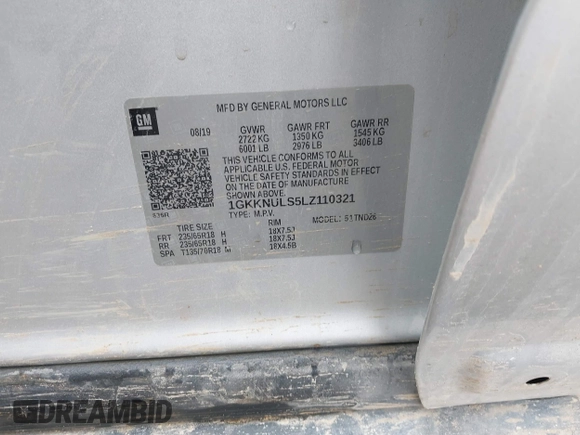 MFD BY GENERAL MOTORS LLC
GM
08/19 GVWR GAWR FRT GAWR RR
2722 KG 1350 KG 1545 KG
6001 LB 2976 LB 3406 LB
THIS VEHICLE CONFORMS TO ALL
APPLICABLE U.S. FEDERAL MOTOR
VEHICLE SAFETY STANDARDS IN EFFECT
ON THE DATE OF MANUFACTURE
SHOWN ABOVE.
1GKKNULS5LZ110321
TYPE: M.P.V. MODEL:
TIRE SIZE RIM
FRT 235/65R18 H 18X7.5J
RR 235/65R18 H 18X7.5J
SPA T135/70R18 M 18X4.5B
DREAMBID